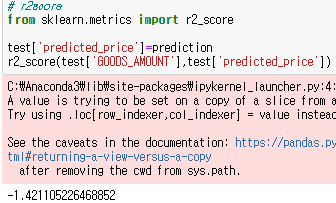 # r2score
from sklearn.metrics import r2_score
test['predicted_price']=prediction
r2_score(test['GOODS_AMOUNT'],test['predicted_price'])
C:\Anaconda3\lib\site-packages\ipykernel_launcher.py:4:
A value is trying to be set on a copy of a slice from a
Try using .loc[row_indexer,col_indexer] = value instead
See the caveats in the documentation: https://pandas.py
tml#returning-a-view-versus-a-copy
after removing the cwd from sys.path.
-1.421105226468852